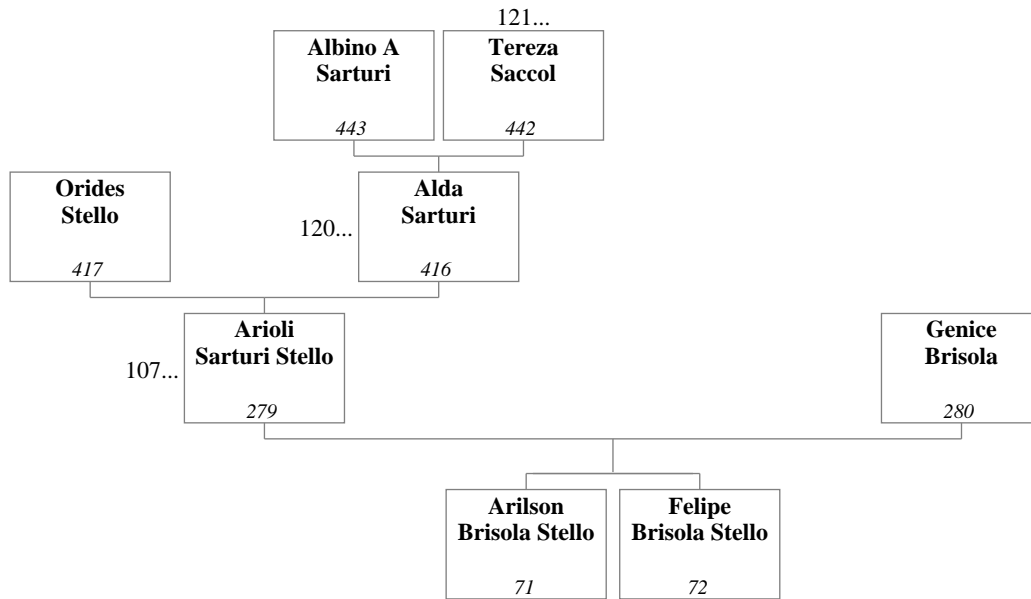 121...
Albino A
Sarturi
443
Tereza
Saccol
442
Orides
Stello
417
120...
Alda
Sarturi
416
107...
Arioli
Sarturi Stello
279
Genice
Brisola
280
Arilson
Brisola Stello
71
Felipe
Brisola Stello
72